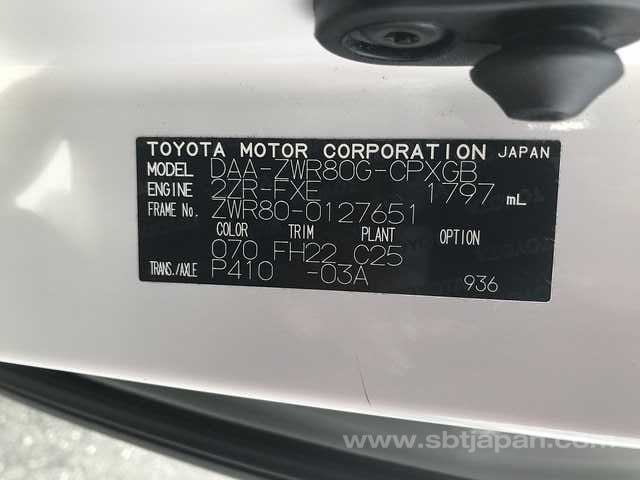 TOYOTA MOTOR CORPORATION JAPAN
MODEL DAA-ZWR80G-CPXGB
ENGINE 2ZR-FXE 1797 mL
FRAME No. ZWR80-0127651
COLOR TRIM PLANT OPTION
070 FH22 C25
TRANS./AXLE P410 -03A 936
www.sbtjapan.com